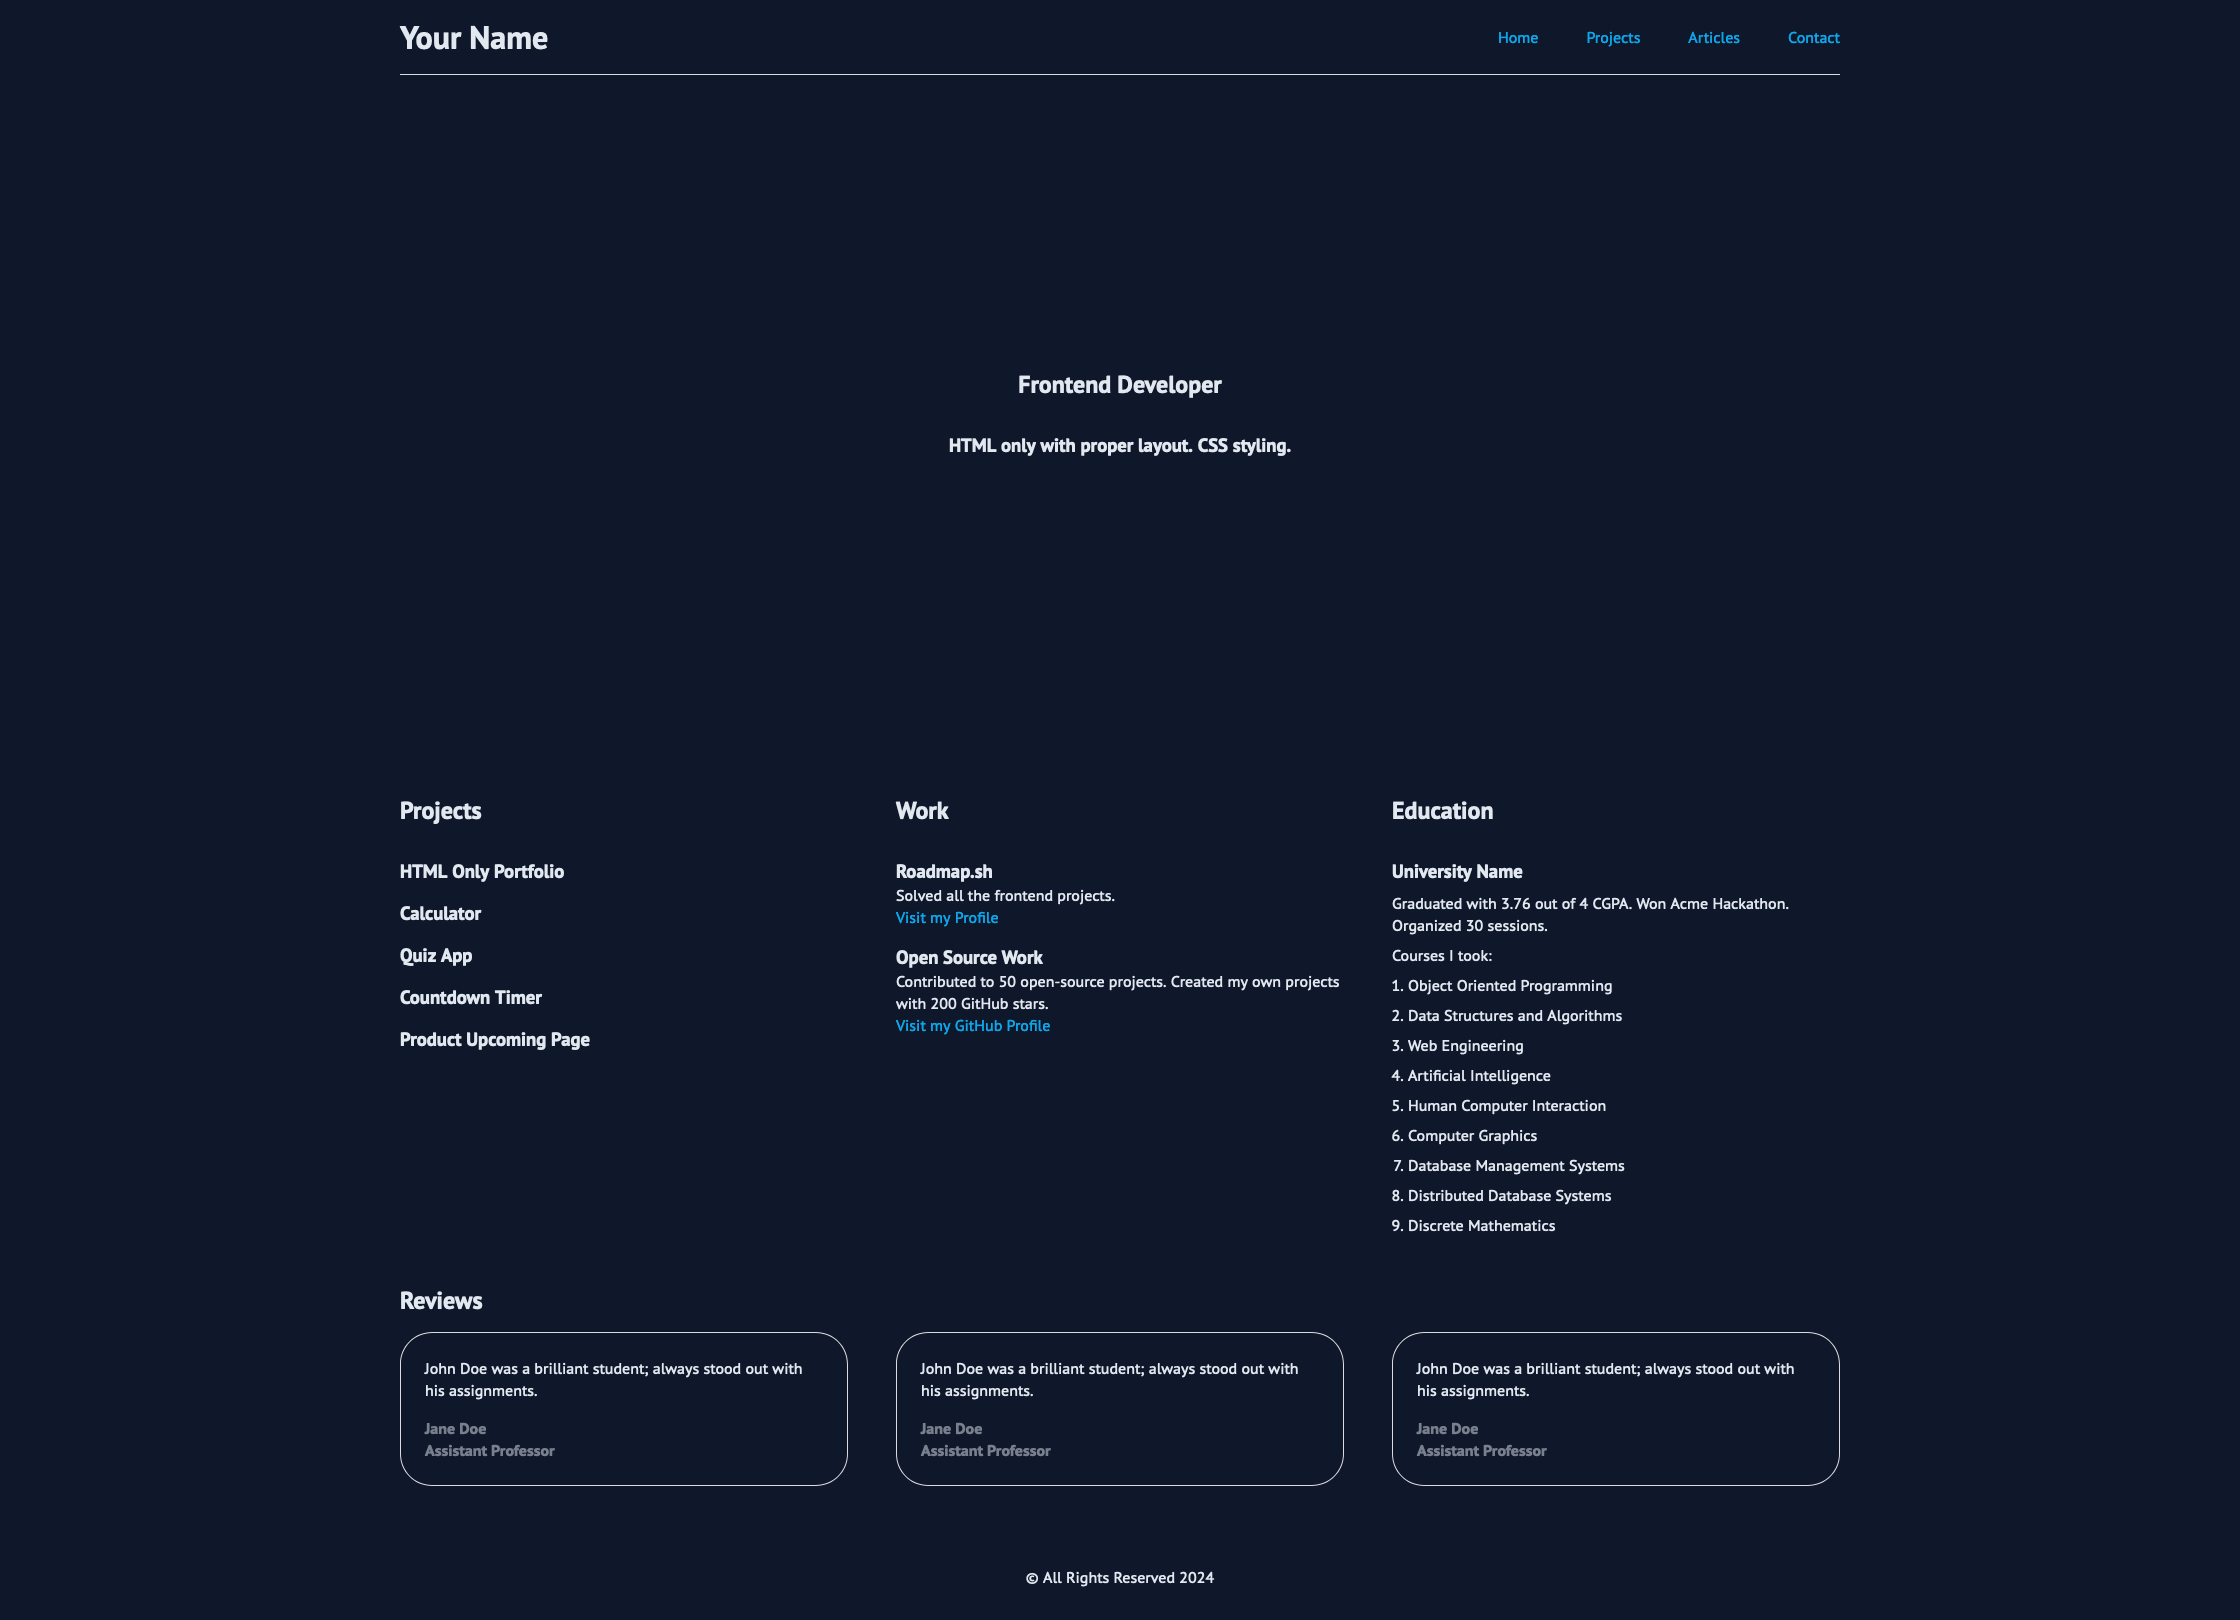 Your Name
Home
Projects
Articles
Contact
Frontend Developer
HTML only with proper layout. CSS styling.
Projects
HTML Only Portfolio
Calculator
Quiz App
Countdown Timer
Product Upcoming Page
Work
Roadmap.sh
Solved all the frontend projects.
Visit my Profile
Open Source Work
Contributed to 50 open-source projects. Created my own projects
with 200 GitHub stars.
Visit my GitHub Profile
Education
University Name
Graduated with 3.76 out of 4 CGPA. Won Acme Hackathon.
Organized 30 sessions.
Courses I took:
1. Object Oriented Programming
2. Data Structures and Algorithms
3. Web Engineering
4. Artificial Intelligence
5. Human Computer Interaction
6. Computer Graphics
7. Database Management Systems
8. Distributed Database Systems
9. Discrete Mathematics
Reviews
John Doe was a brilliant student; always stood out with
his assignments.
Jane Doe
Assistant Professor
John Doe was a brilliant student; always stood out with
his assignments.
Jane Doe
Assistant Professor
John Doe was a brilliant student; always stood out with
his assignments.
Jane Doe
Assistant Professor
© All Rights Reserved 2024